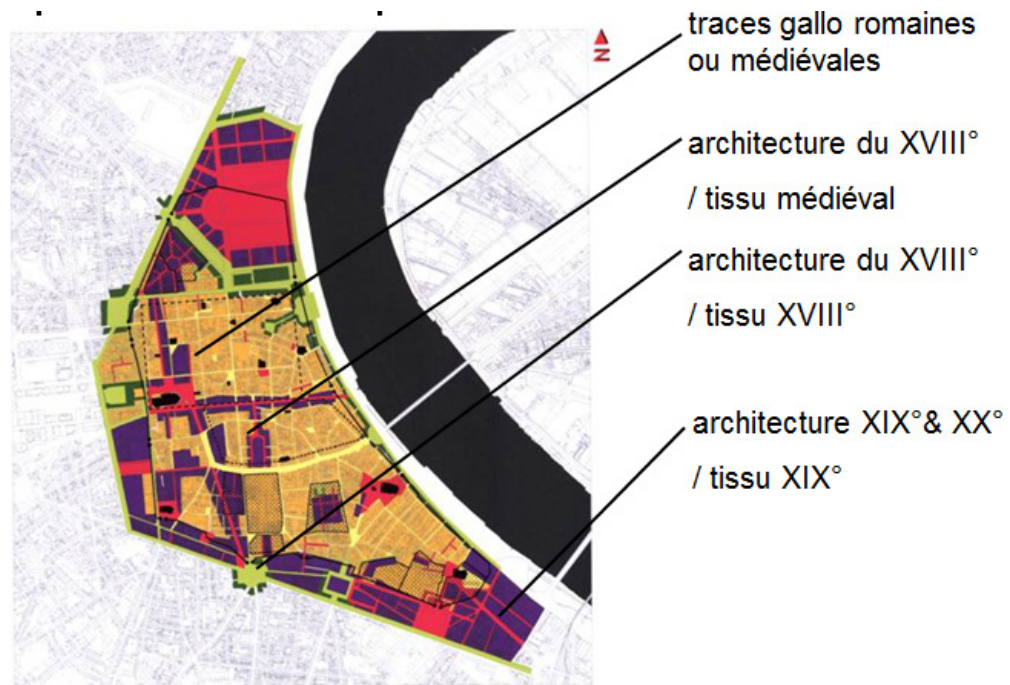 traces gallo romaines
ou médiévales
N
architecture du XVIII°
/ tissu médiéval
architecture du XVIII°
/ tissu XVIII°
architecture XIX°& XX°
/ tissu XIX°